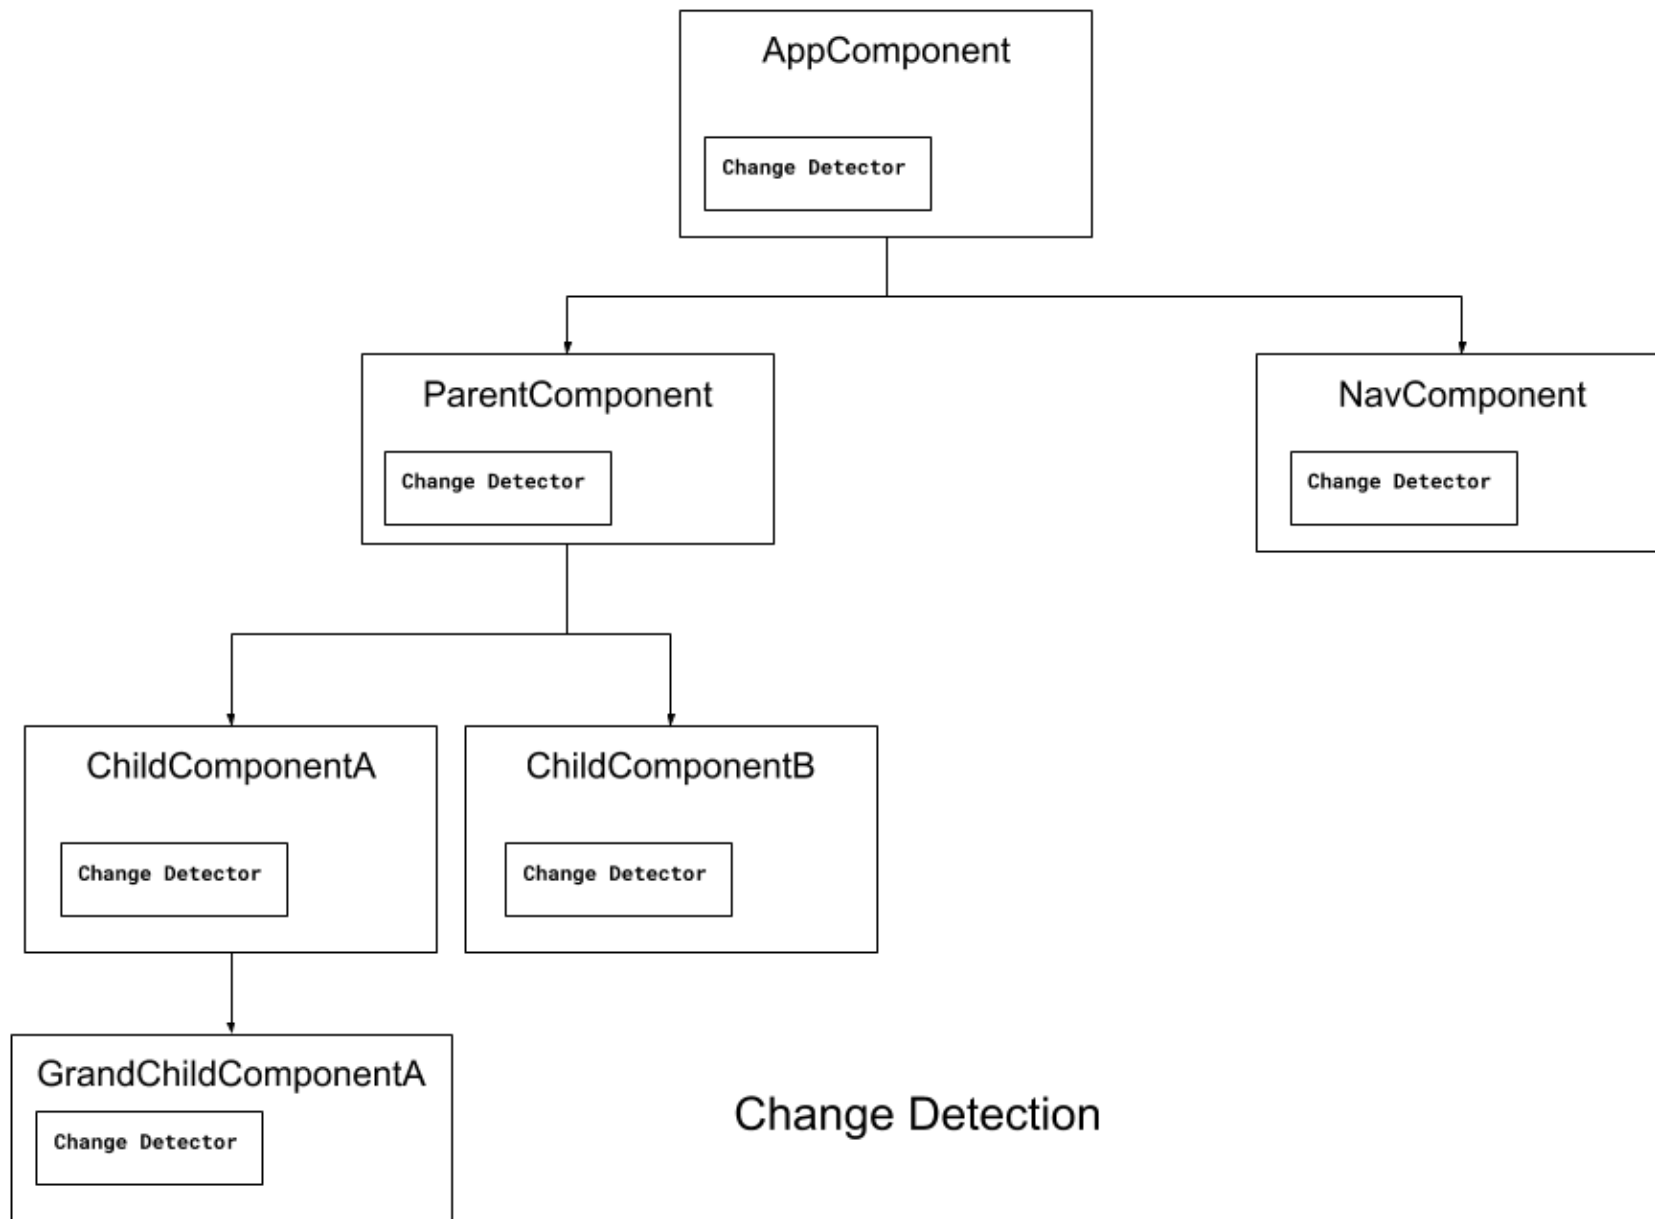 AppComponent
Change Detector
ParentComponent
Change Detector
NavComponent
Change Detector
ChildComponentA
Change Detector
ChildComponentB
Change Detector
GrandChildComponentA
Change Detector
Change Detection